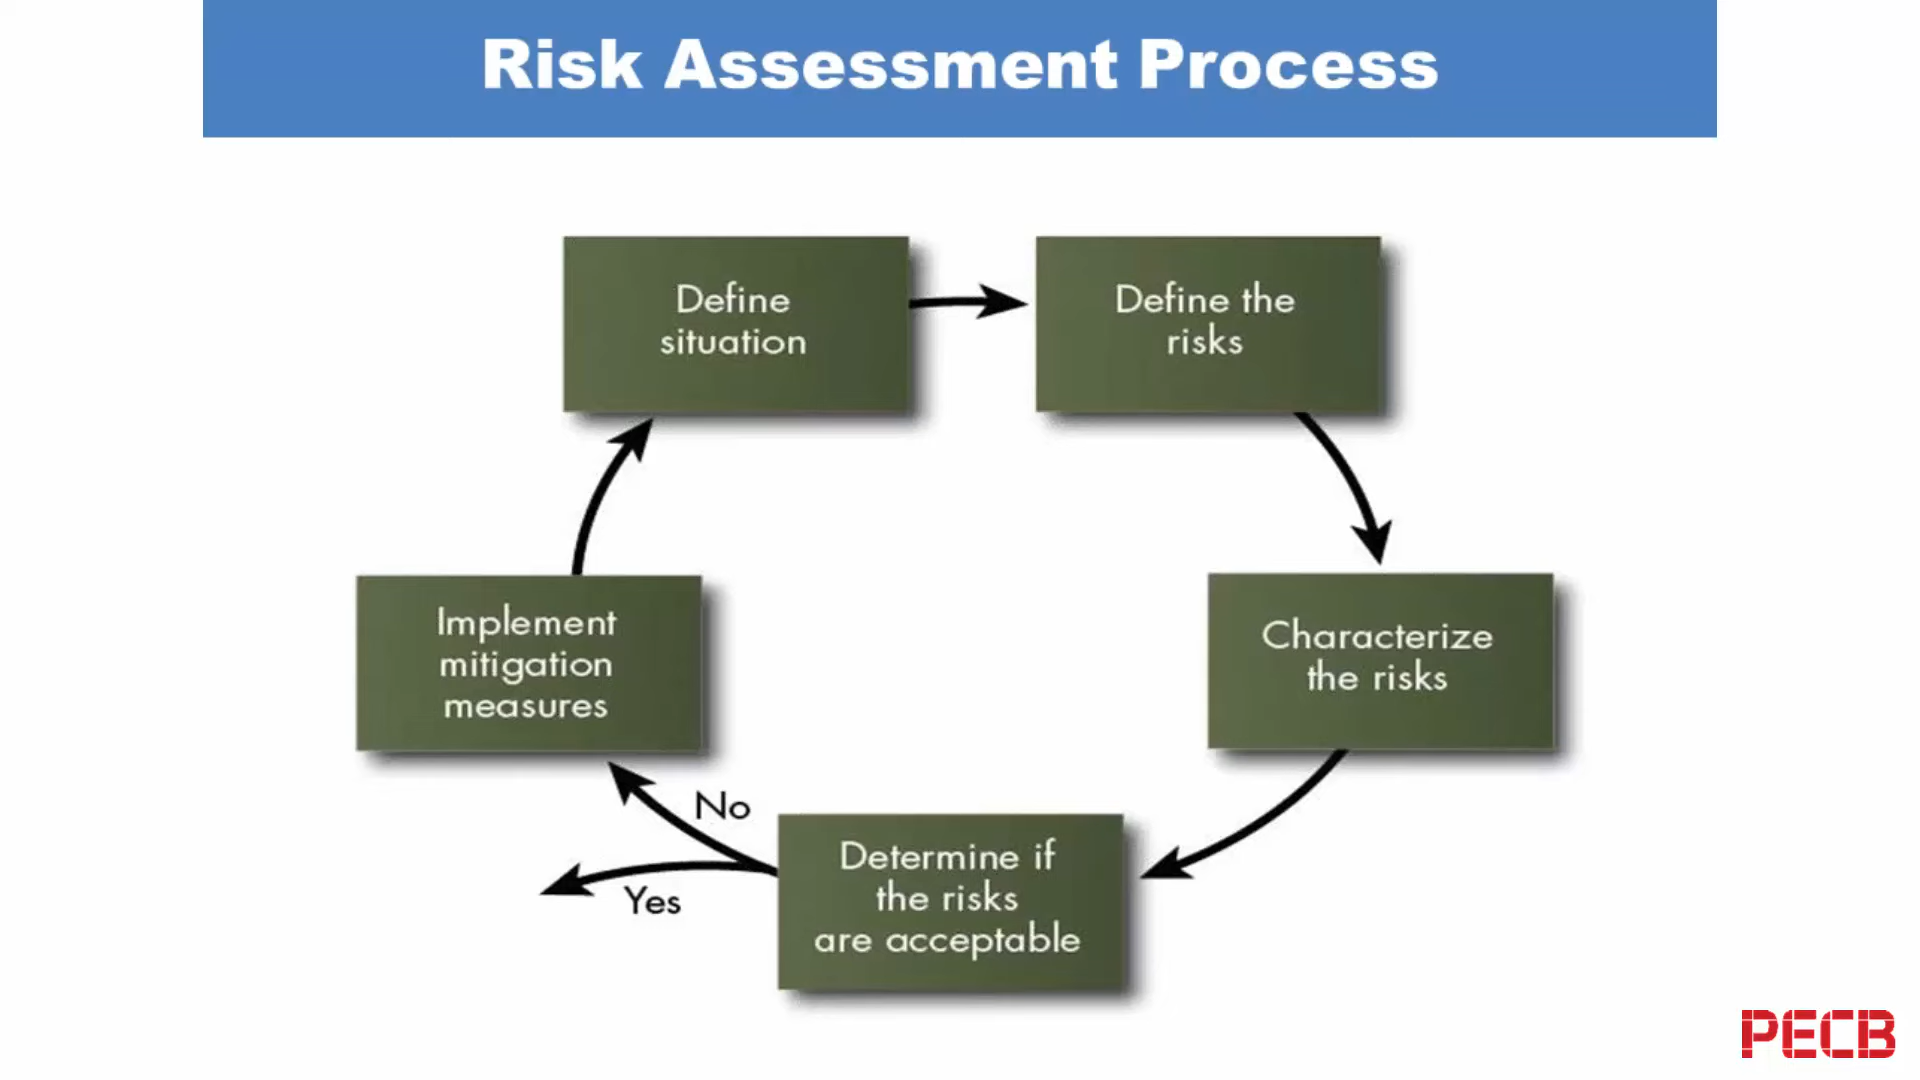 Risk Assessment Process
Define
situation
Define the
risks
Characterize
the risks
Determine if
the risks
are acceptable
No
Yes
Implement
mitigation
measures
PECB